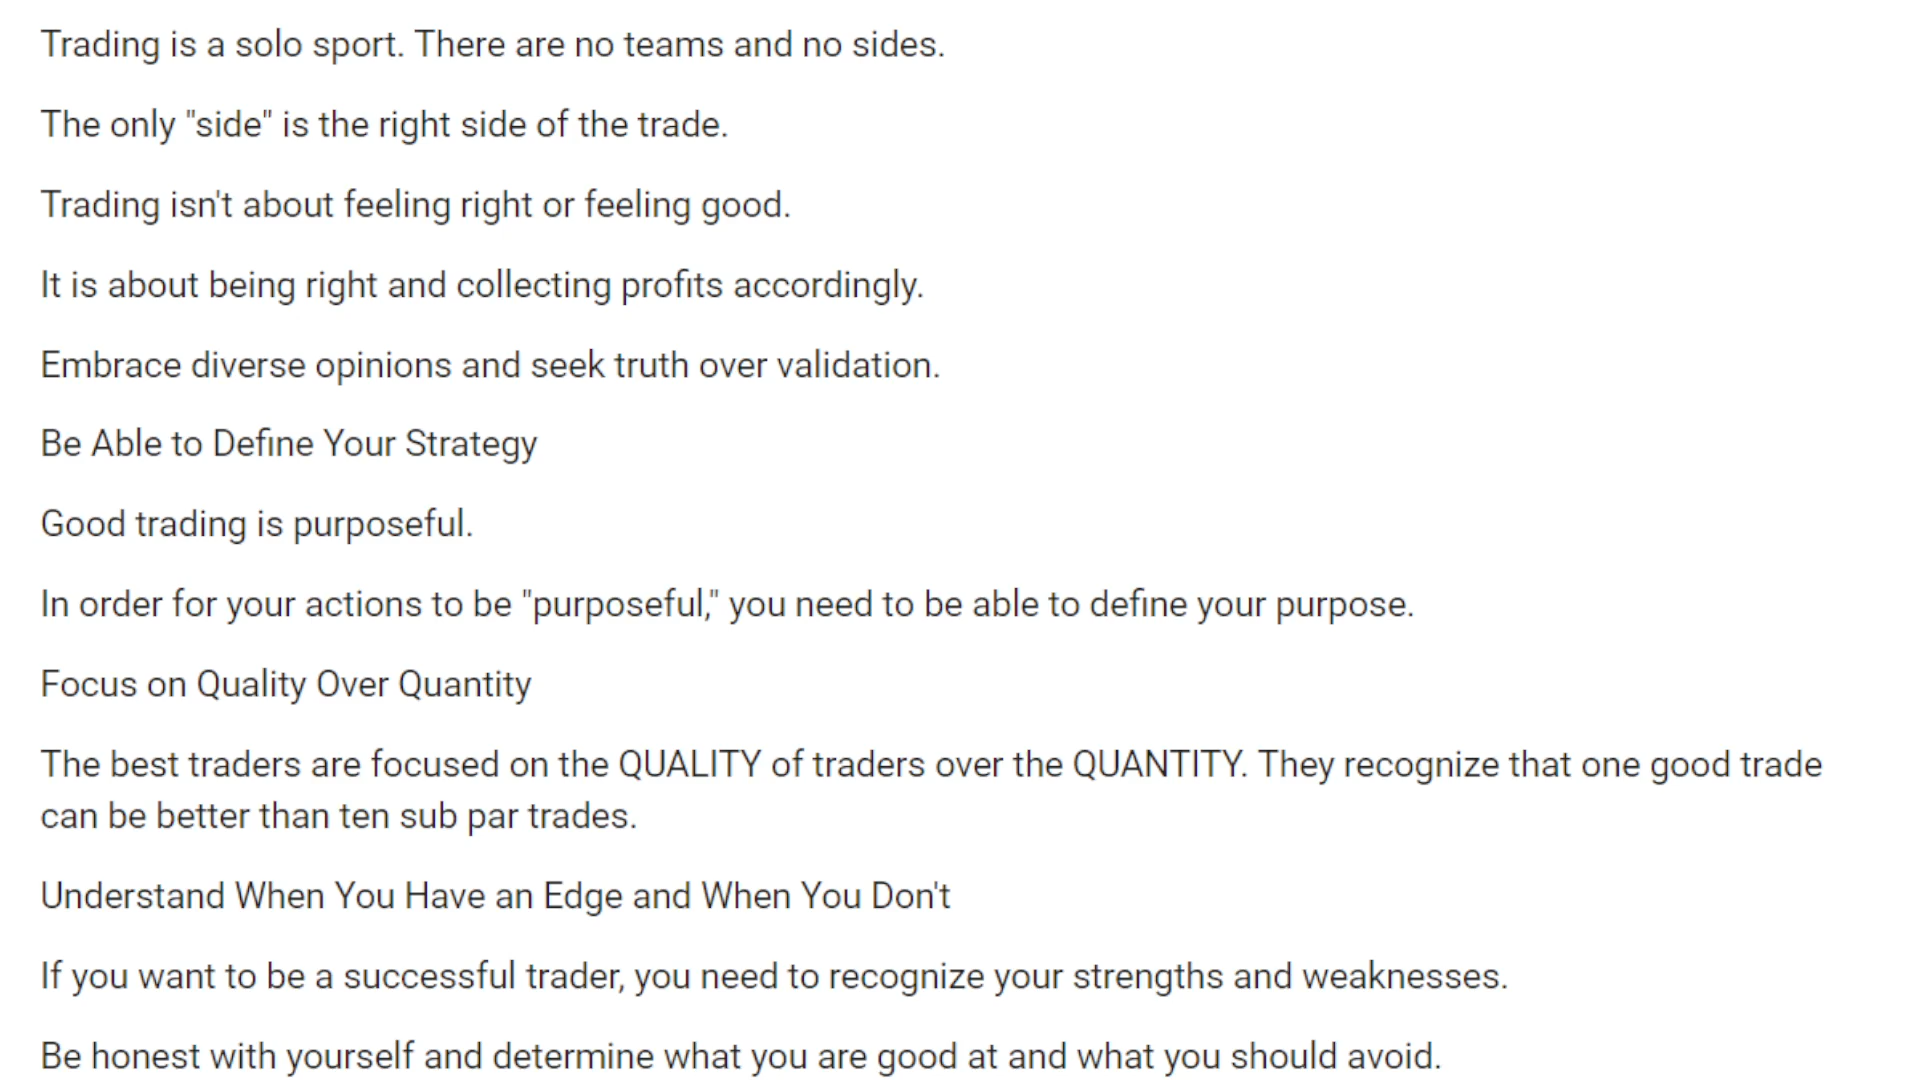 Trading is a solo sport. There are no teams and no sides.
The only "side" is the right side of the trade.
Trading isn't about feeling right or feeling good.
It is about being right and collecting profits accordingly.
Embrace diverse opinions and seek truth over validation.
Be Able to Define Your Strategy
Good trading is purposeful.
In order for your actions to be "purposeful," you need to be able to define your purpose.
Focus on Quality Over Quantity
The best traders are focused on the QUALITY of traders over the QUANTITY. They recognize that one good trade
can be better than ten sub par trades.
Understand When You Have an Edge and When You Don't
If you want to be a successful trader, you need to recognize your strengths and weaknesses.
Be honest with yourself and determine what you are good at and what you should avoid.